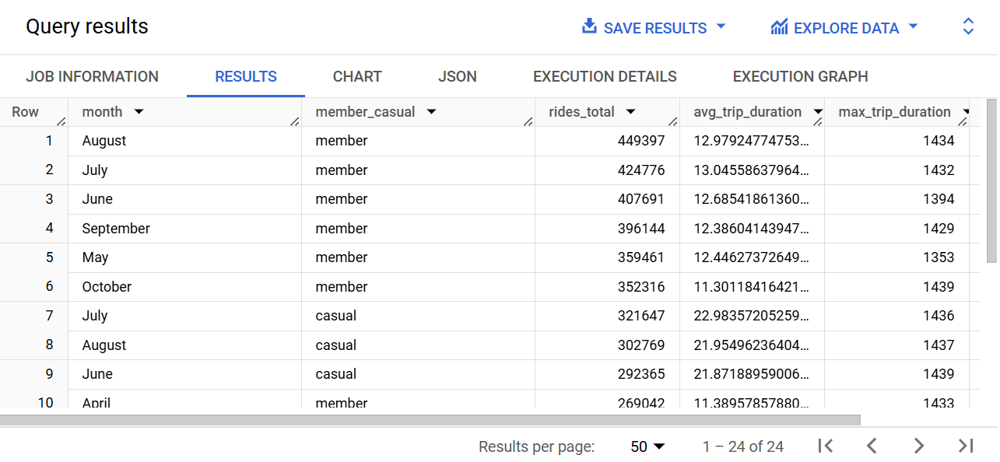 Query results SAVE RESULTS EXPLORE DATA
JOB INFORMATION RESULTS CHART JSON EXECUTION DETAILS EXECUTION GRAPH
Row month member_casual rides_total avg_trip_duration max_trip_duration
1 August member 449397 12.97924774753... 1434
2 July member 424776 13.04558637964... 1432
3 June member 407691 12.68541861360... 1394
4 September member 396144 12.38604143947... 1429
5 May member 359461 12.44627372649... 1353
6 October member 352316 11.30118416421... 1439
7 July casual 321647 22.98357205259... 1436
8 August casual 302769 21.95496236404... 1437
9 June casual 292365 21.87188959006... 1439
10 April member 269042 11.38957857880... 1433
Results per page: 50 1 – 24 of 24